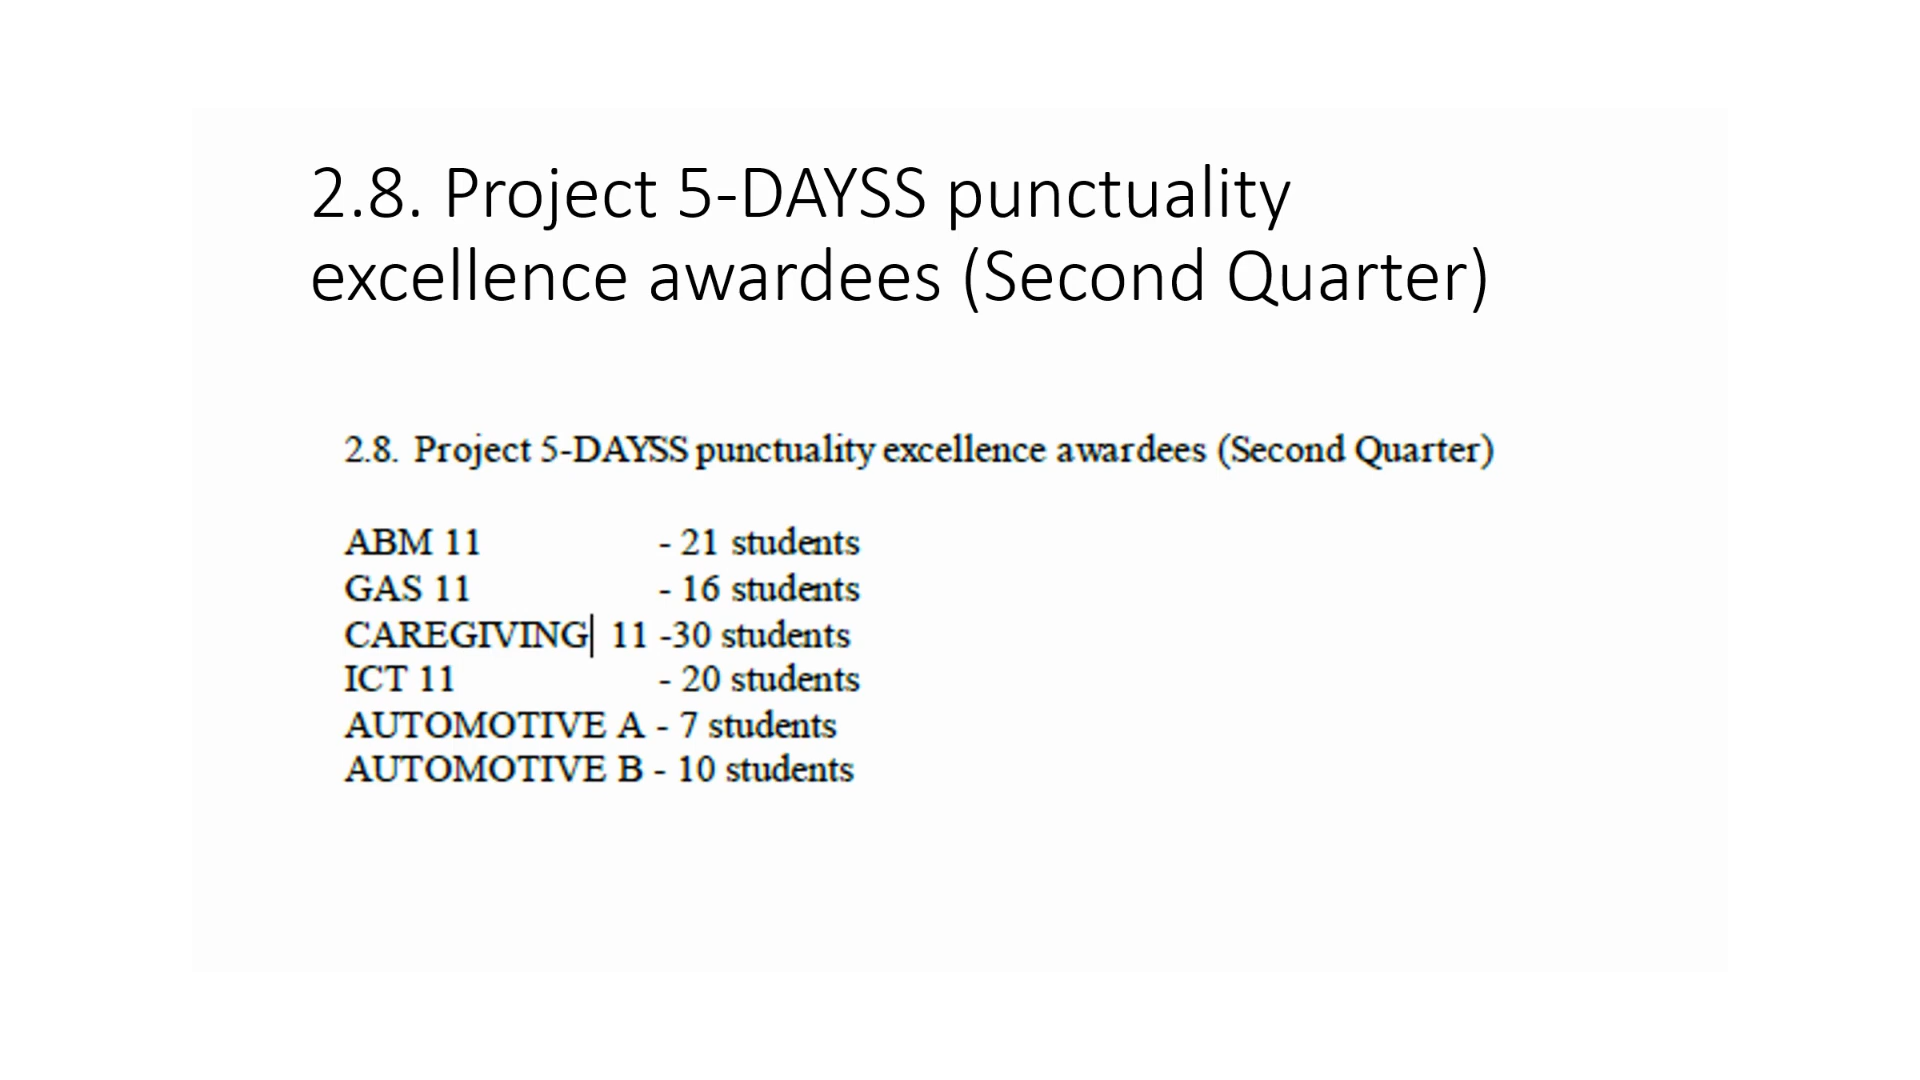 2.8. Project 5-DAYSS punctuality
excellence awardees (Second Quarter)
2.8. Project 5-DAYSS punctuality excellence awardees (Second Quarter)
ABM 11 - 21 students
GAS 11 - 16 students
CAREGIVING 11 -30 students
ICT 11 - 20 students
AUTOMOTIVE A - 7 students
AUTOMOTIVE B - 10 students